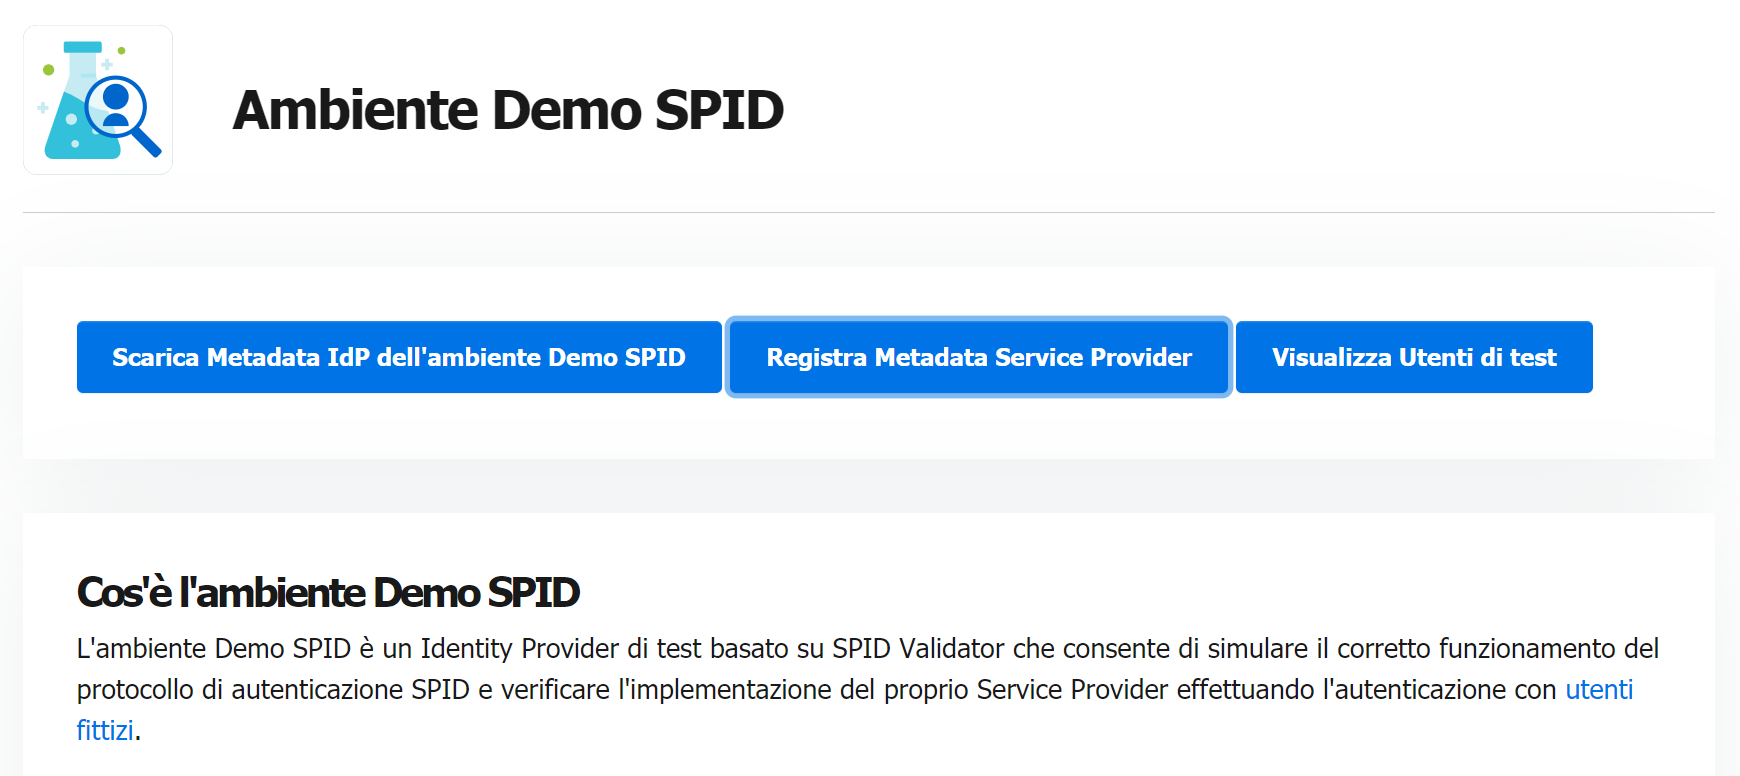 Ambiente Demo SPID
Scarica Metadata IdP dell'ambiente Demo SPID
Registra Metadata Service Provider
Visualizza Utenti di test
Cos'è l'ambiente Demo SPID
L'ambiente Demo SPID è un Identity Provider di test basato su SPID Validator che consente di simulare il corretto funzionamento del
protocollo di autenticazione SPID e verificare l'implementazione del proprio Service Provider effettuando l'autenticazione con utenti
fittizi.